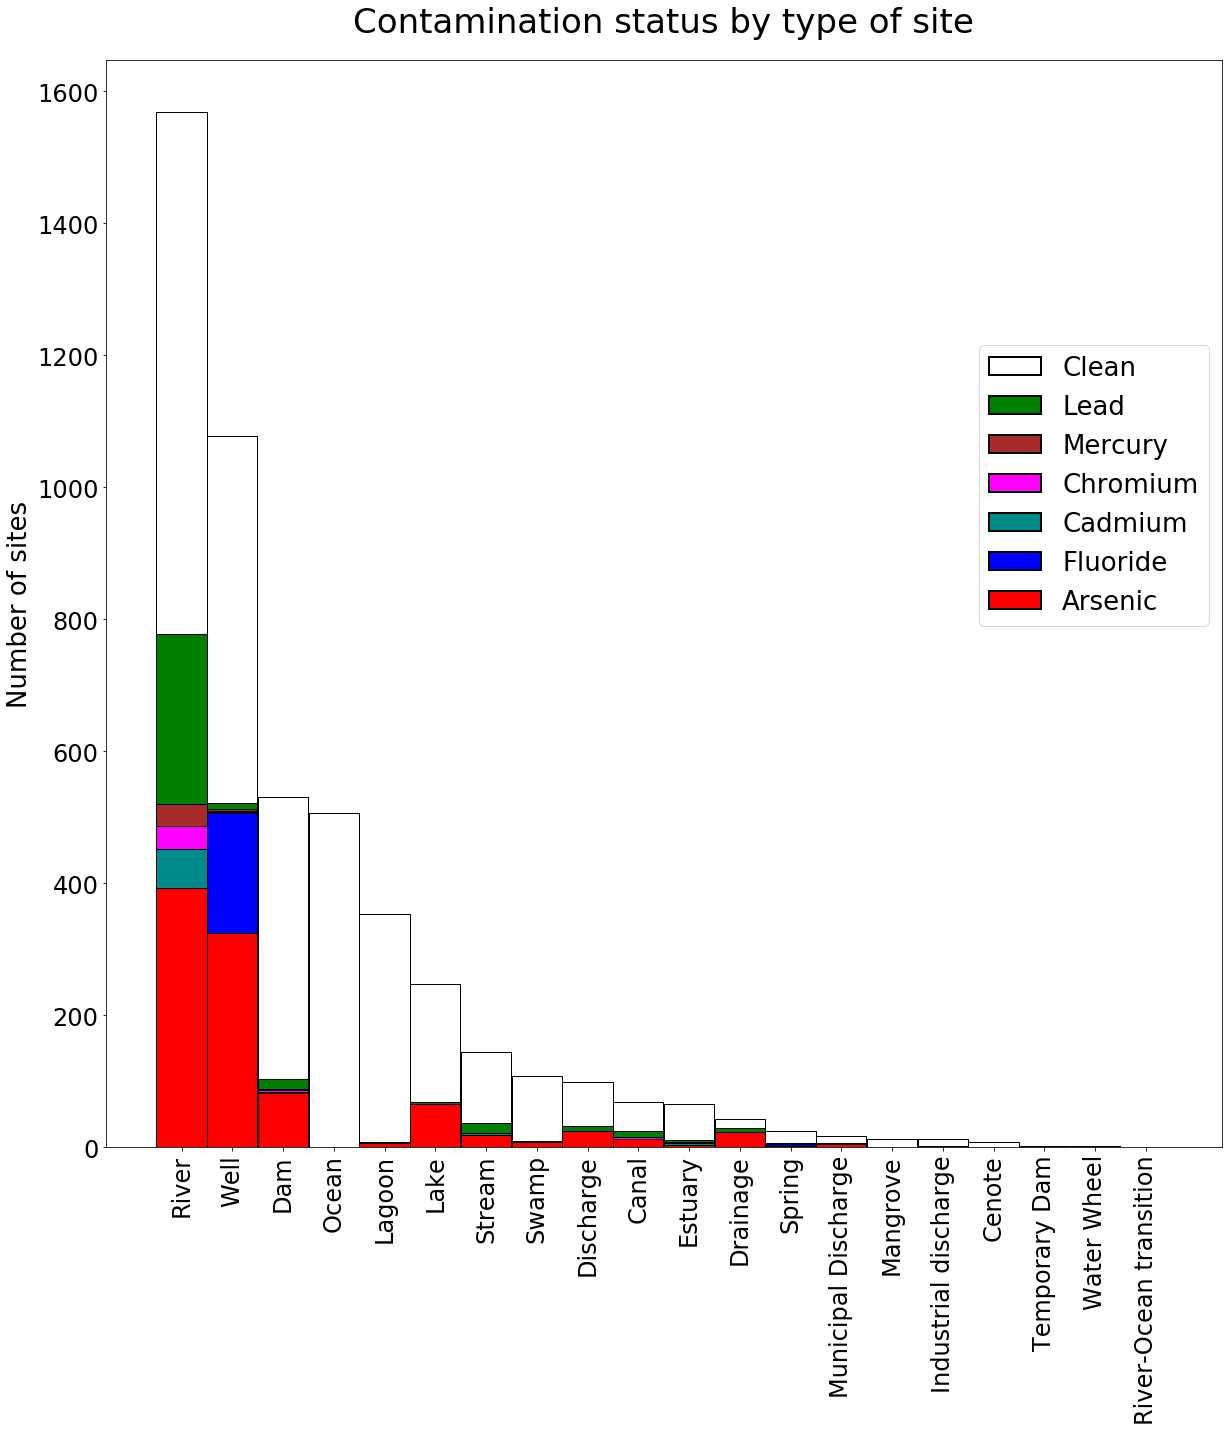 Contamination status by type of site
1600
1400
1200
1000
800
600
400
200
0
Number of sites
Clean
Lead
Mercury
Chromium
Cadmium
Fluoride
Arsenic
River
Well
Dam
Ocean
Lagoon
Lake
Stream
Swamp
Discharge
Canal
Estuary
Drainage
Spring
Municipal Discharge
Mangrove
Industrial discharge
Cenote
Temporary Dam
Water Wheel
River-Ocean transition